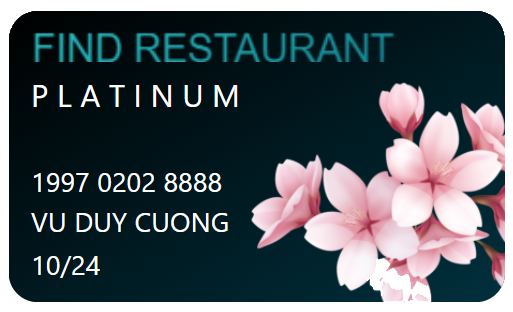 FIND RESTAURANT
PLATINUM
1997 0202 8888
VU DUY CUONG
10/24